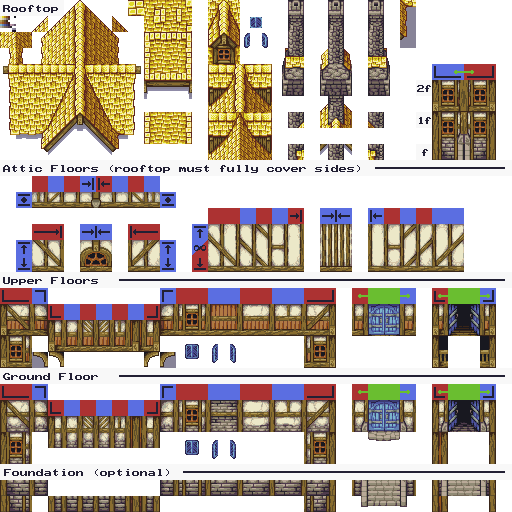 Rooftop
2f
1f
f
Attic Floors (rooftop must fully cover sides)
∞
Upper Floors
Ground Floor
Foundation (optional)